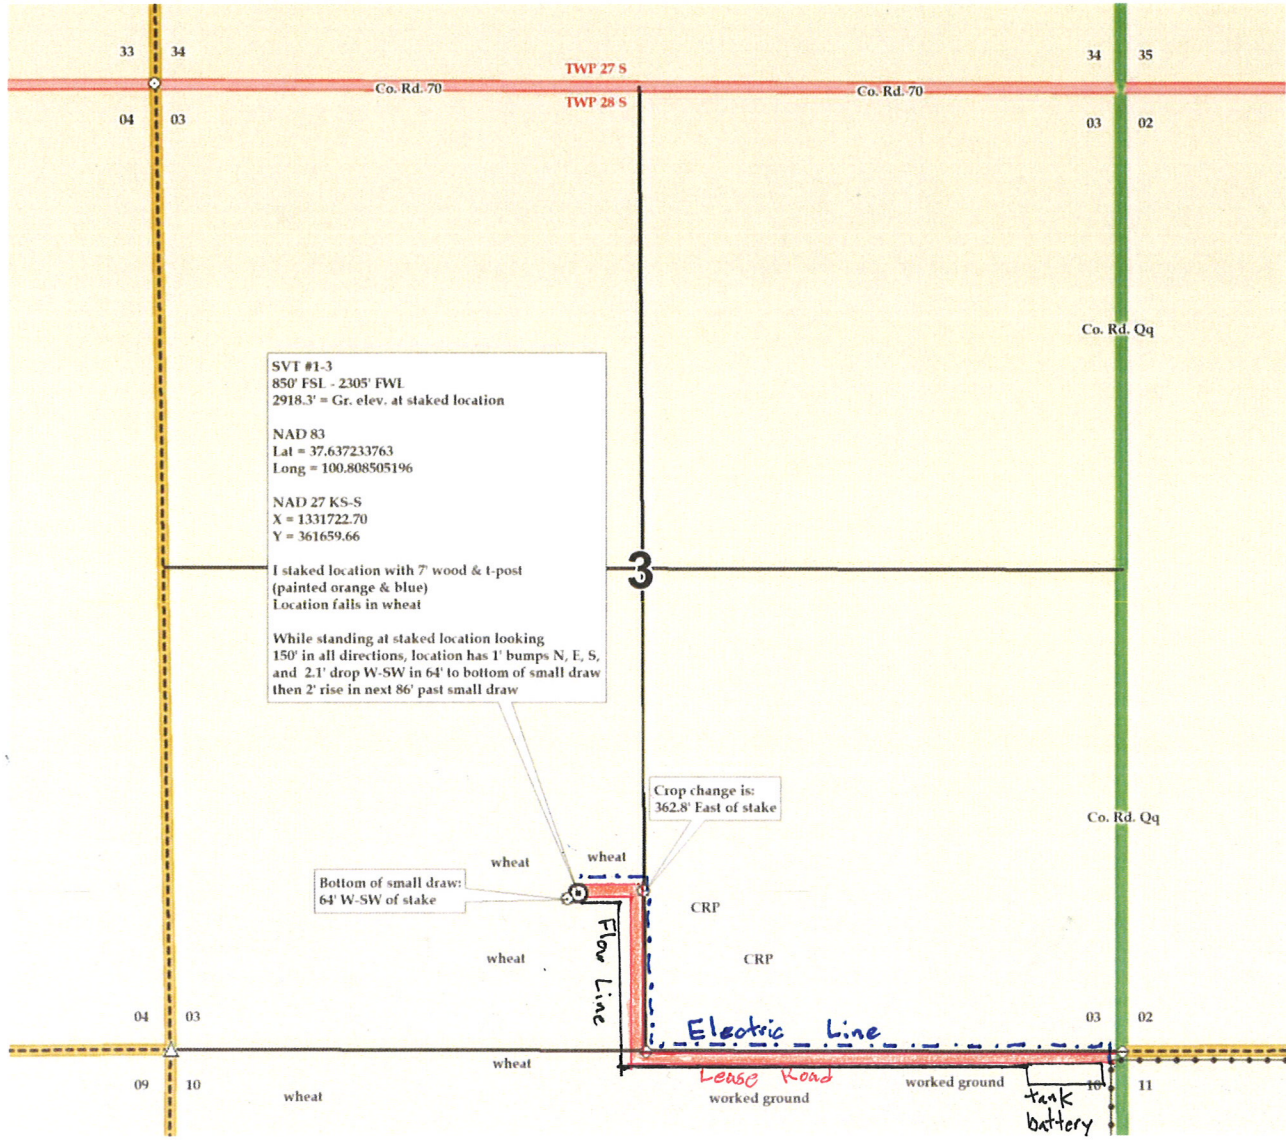 33 34
34 35
TWP 27 S
Co. Rd. 70
Co. Rd. 70
TWP 28 S
04 03
03 02
Co. Rd. Qq
SVT #1-3
850' FSL - 2305' FWL
2918.3' = Gr. elev. at staked location
NAD 83
Lat = 37.637233763
Long = 100.808505196
NAD 27 KS-S
X = 1331722.70
Y = 361659.66
I staked location with 7' wood & t-post
(painted orange & blue)
Location falls in wheat
While standing at staked location looking
150' in all directions, location has 1' bumps N, E, S,
and 2.1' drop W-SW in 64' to bottom of small draw
then 2' rise in next 86' past small draw
3
Crop change is:
362.8' East of stake
Co. Rd. Qq
wheat
wheat
Bottom of small draw:
64' W-SW of stake
CRP
Flow Line
wheat
CRP
04 03
03 02
Electric Line
wheat
Lease Road
09 10
wheat
worked ground
worked ground
10 11
tank
battery